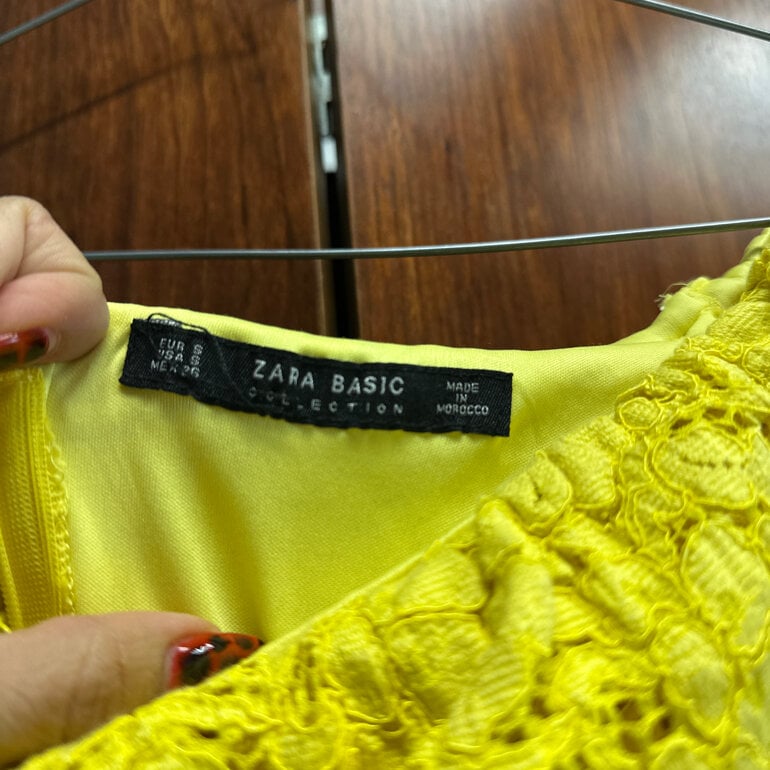 EUR S
USA S
MEX 26
ZARA BASIC
COLLECTION
MADE
IN
MOROCCO